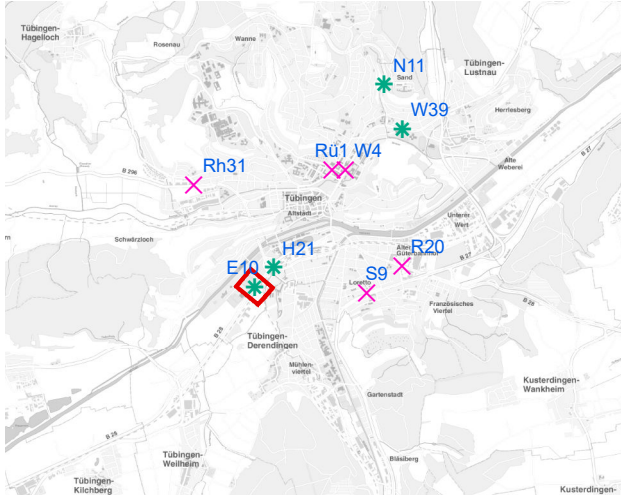 Tübingen-
Hagelloch
Rosenau
Wanne
N11
Sand
Tübingen-
Lustnau
W39
Herrlesberg
B 27
Rh31
B 296
Rü1 W4
Alte
Weberei
Tübingen
Altstadt
Unterer
Wert
Schwärzloch
H21
E10
Alter
Güterbahnhof
R20
B 27
S9
Loretto
Französisches
Viertel
B 28
Tübingen-
Derendingen
Mühlen-
viertel
Gartenstadt
Kusterdingen-
Wankheim
B 28
Tübingen-
Weilheim
Bläsiberg
Tübingen-
Kilchberg
Kusterdingen-